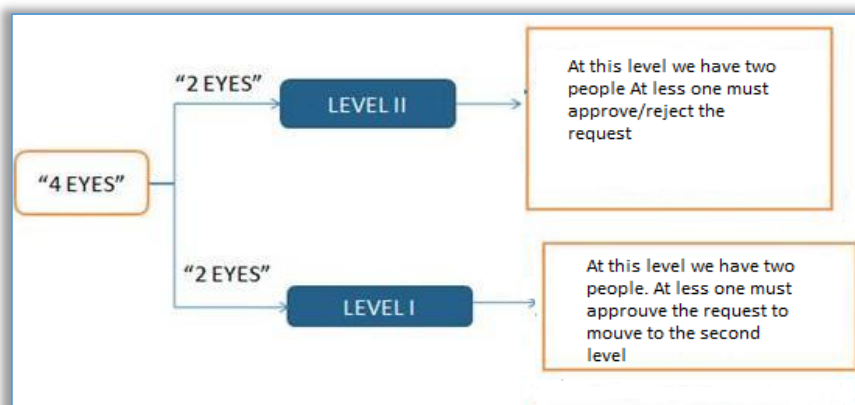 "2 EYES"
LEVEL II
At this level we have two
people At less one must
approve/reject the
request
"4 EYES"
"2 EYES"
LEVEL I
At this level we have two
people. At less one must
approuve the request to
mouve to the second
level